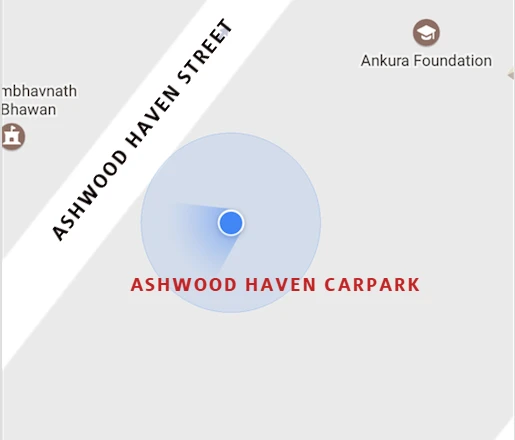 ASHWOOD HAVEN STREET
Ankura Foundation
mbhavnath
Bhawan
ASHWOOD HAVEN CARPARK